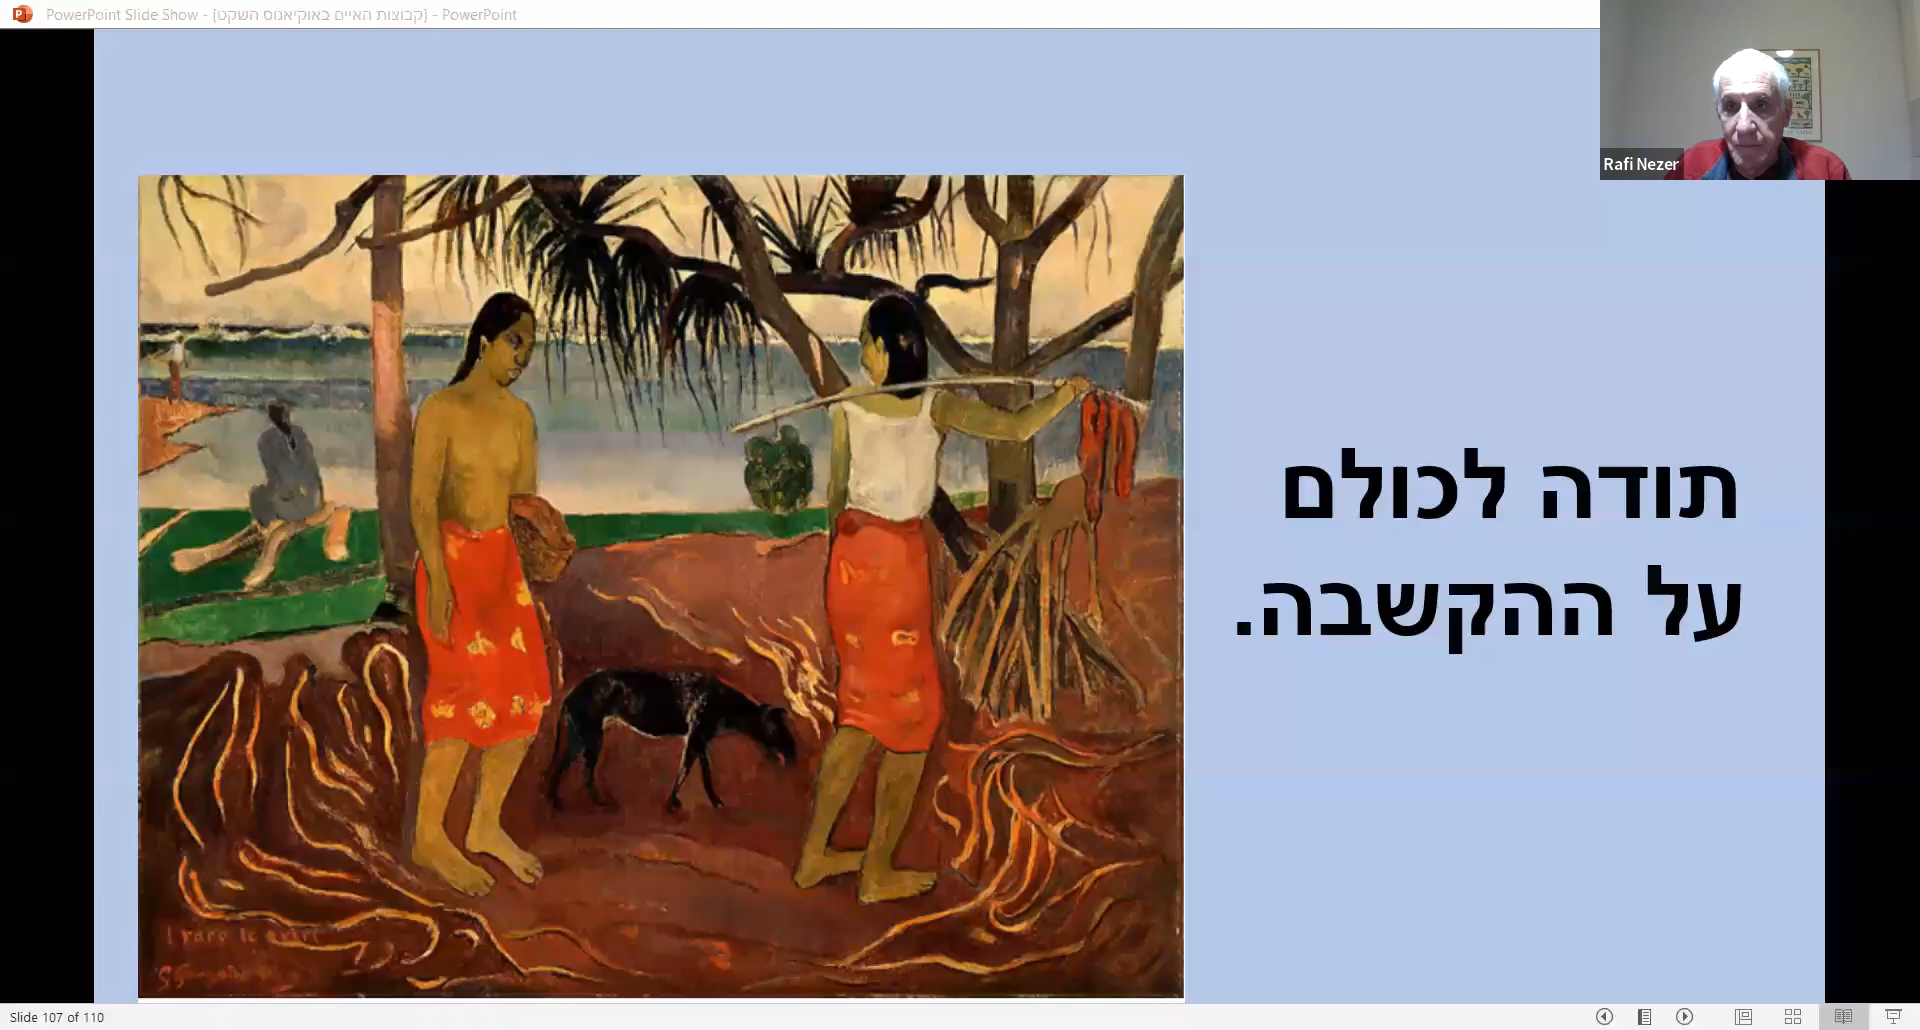 PowerPoint Slide Show - [קבוצות האיים באוקיאנוס השקט] - PowerPoint
Rafi Nezer
תודה לכולם
על ההקשבה.
Slide 107 of 110